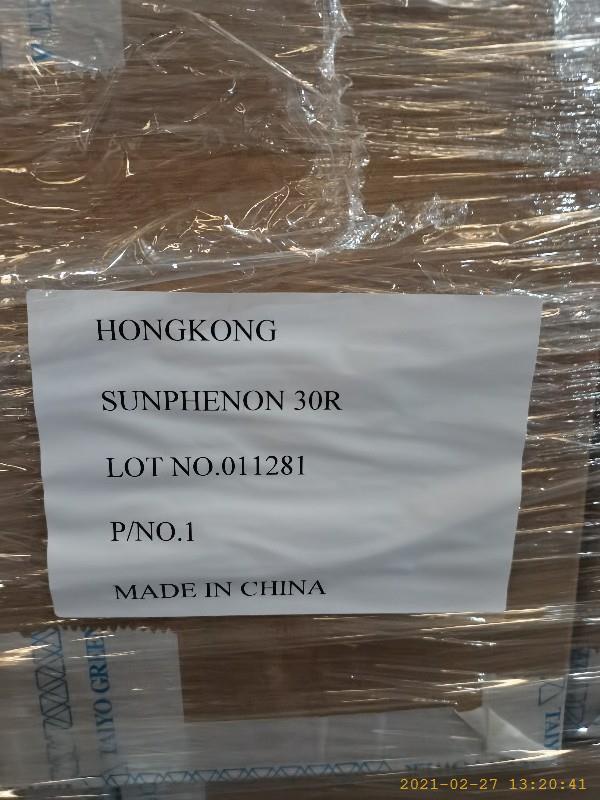 HONGKONG
SUNPHENON 30R
LOT NO.011281
P/NO.1
MADE IN CHINA
TAIYO GREEN
TAIY
2021-02-27 13:20:41